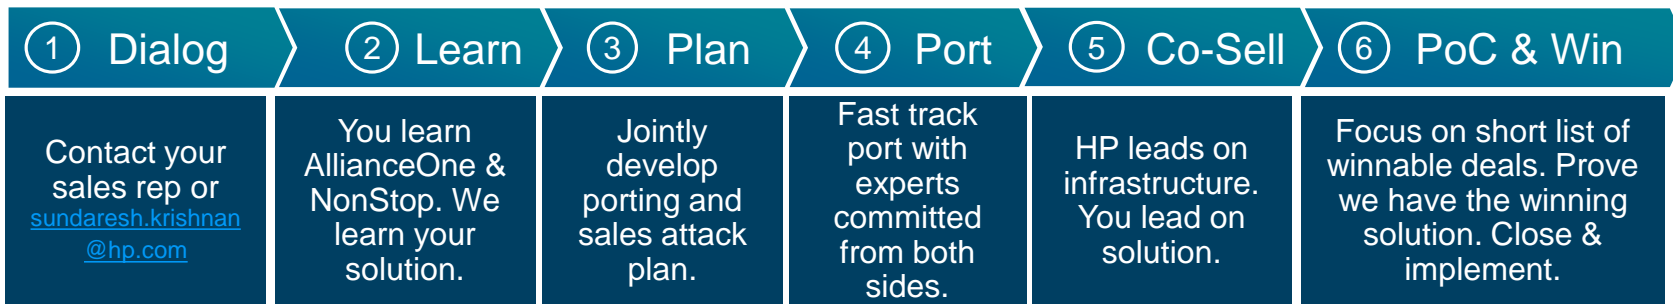 1 Dialog
Contact your
sales rep or
sundaresh.krishnan
@hp.com
2 Learn
You learn
AllianceOne &
NonStop. We
learn your
solution.
3 Plan
Jointly
develop
porting and
sales attack
plan.
4 Port
Fast track
port with
experts
committed
from both
sides.
5 Co-Sell
HP leads on
infrastructure.
You lead on
solution.
6 PoC & Win
Focus on short list of
winnable deals. Prove
we have the winning
solution. Close &
implement.